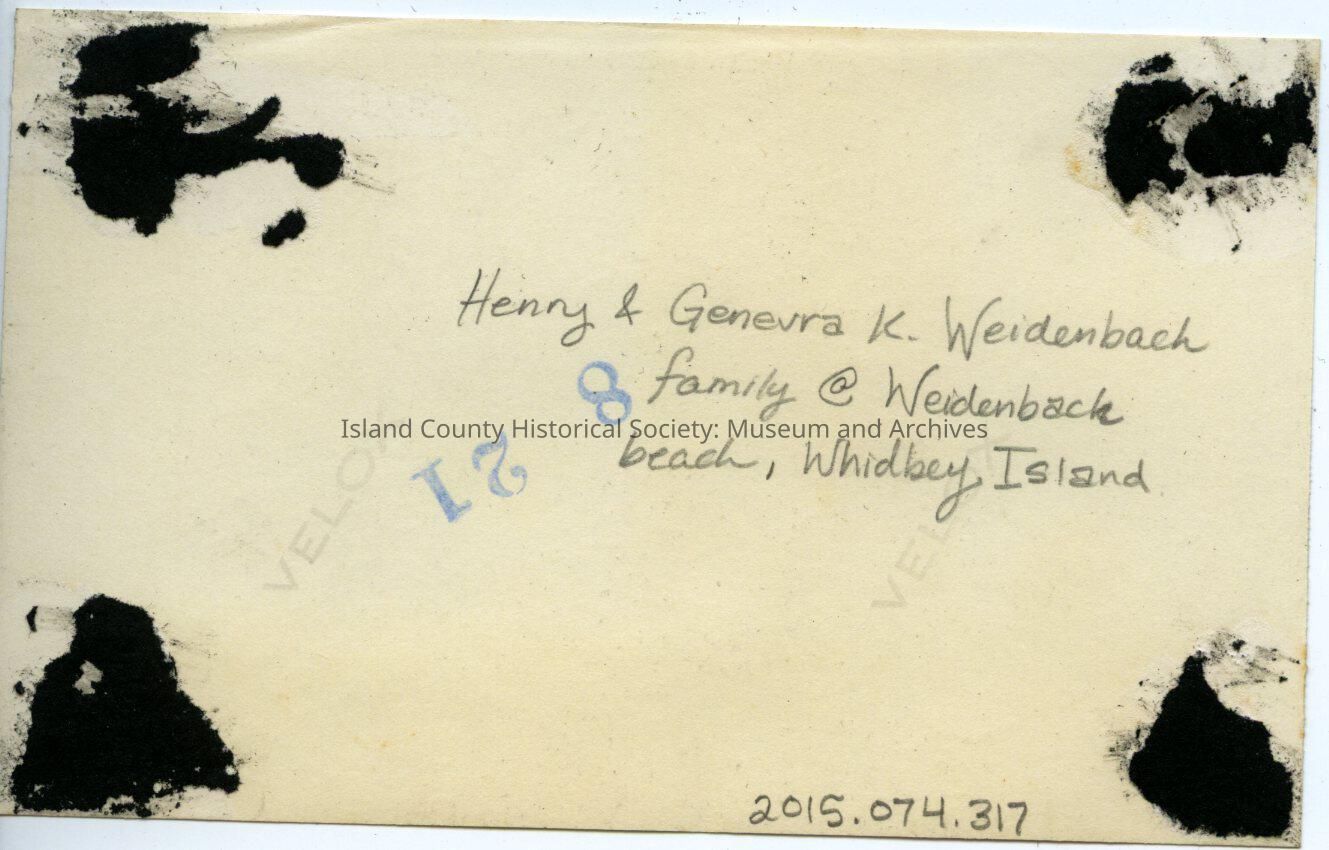 Henry & Genevra K. Weidenbach
family @ Weidenback
beach, Whidbey Island
8
21
Island County Historical Society: Museum and Archives
VELOX
VELOX
2015.074.317